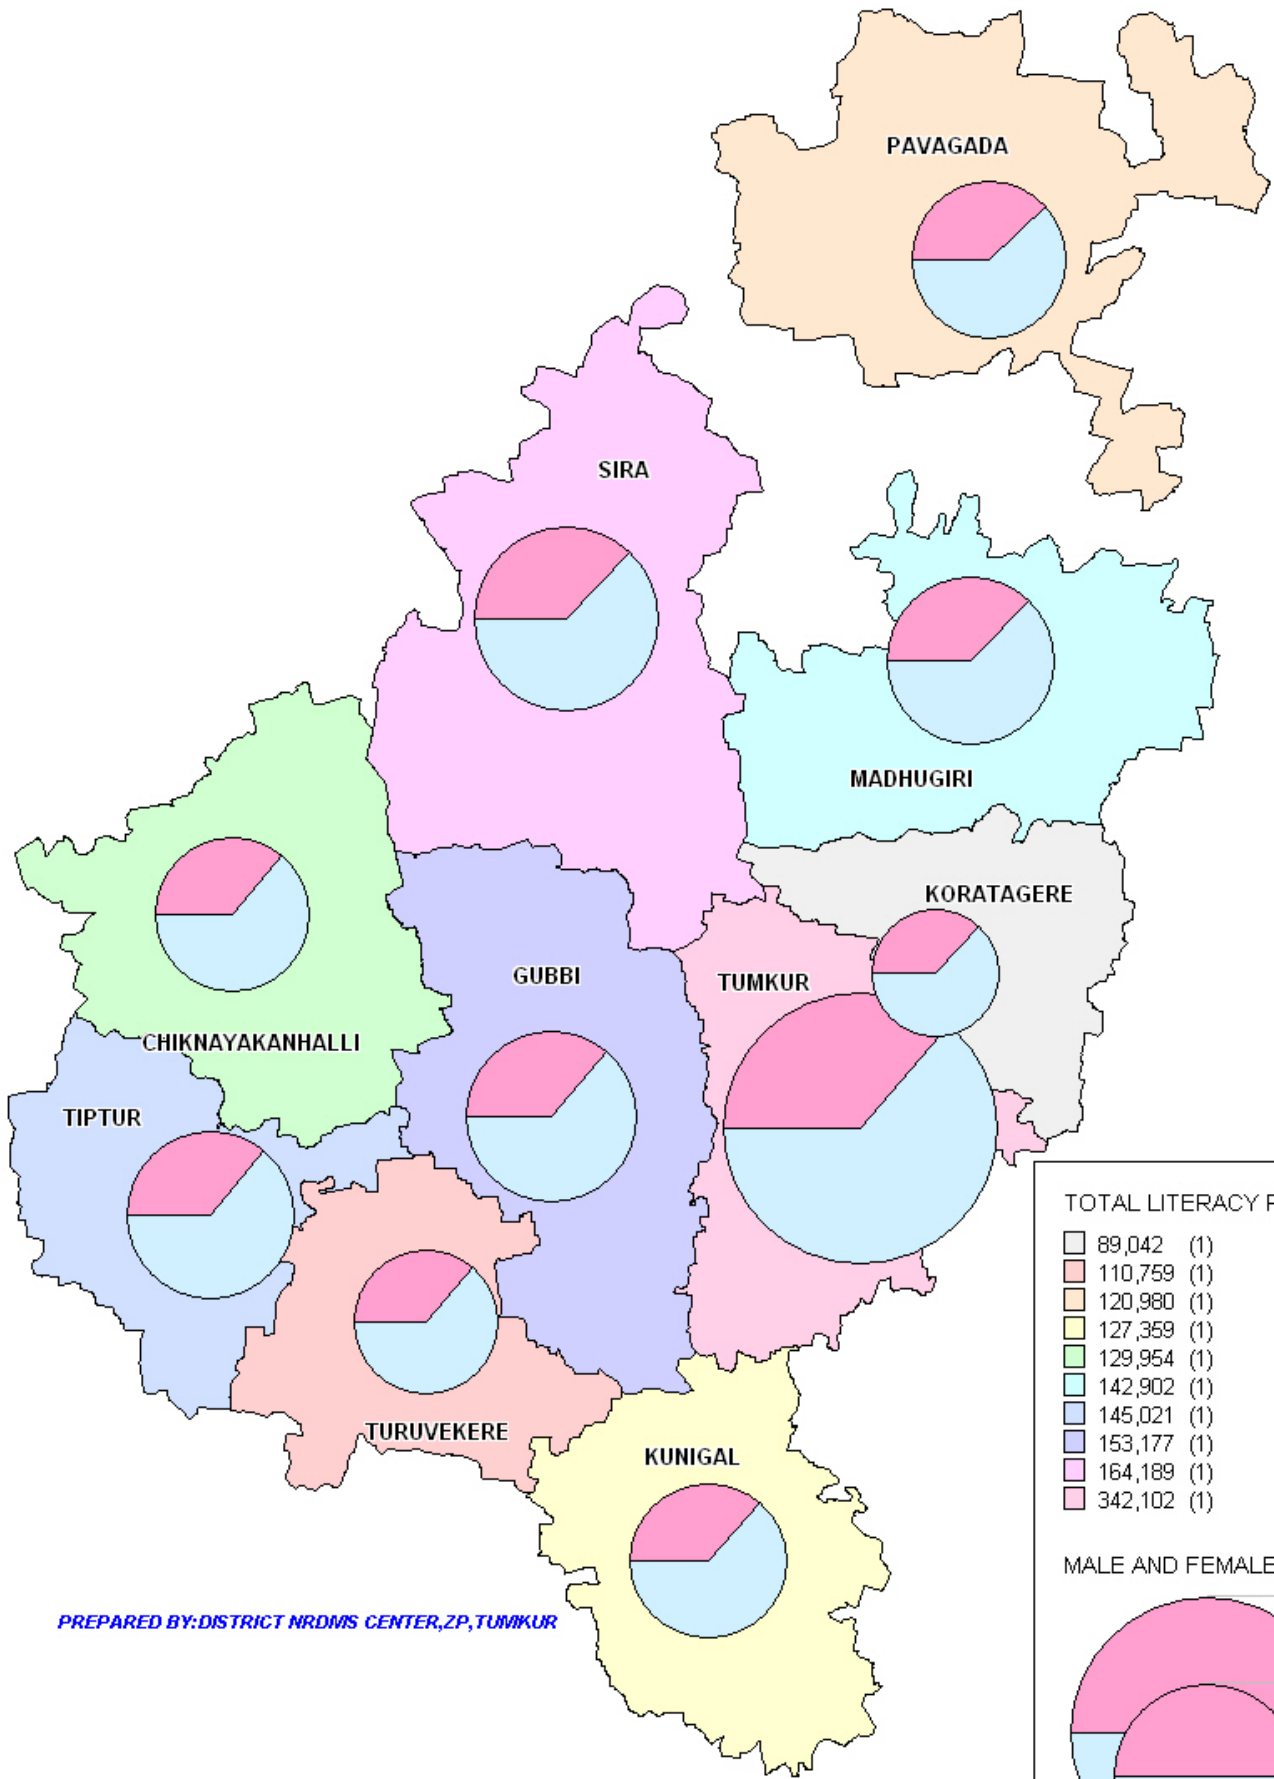 PAVAGADA
SIRA
MADHUGIRI
KORATAGERE
GUBBI
TUMKUR
CHIKNAYAKANHALLI
TIPTUR
TURUVEKERE
KUNIGAL
TOTAL LITERACY
89,042 (1)
110,759 (1)
120,980 (1)
127,359 (1)
129,954 (1)
142,902 (1)
145,021 (1)
153,177 (1)
164,189 (1)
342,102 (1)
MALE AND FEMALE
PREPARED BY:DISTRICT NRDMS CENTER,ZP,TUMKUR